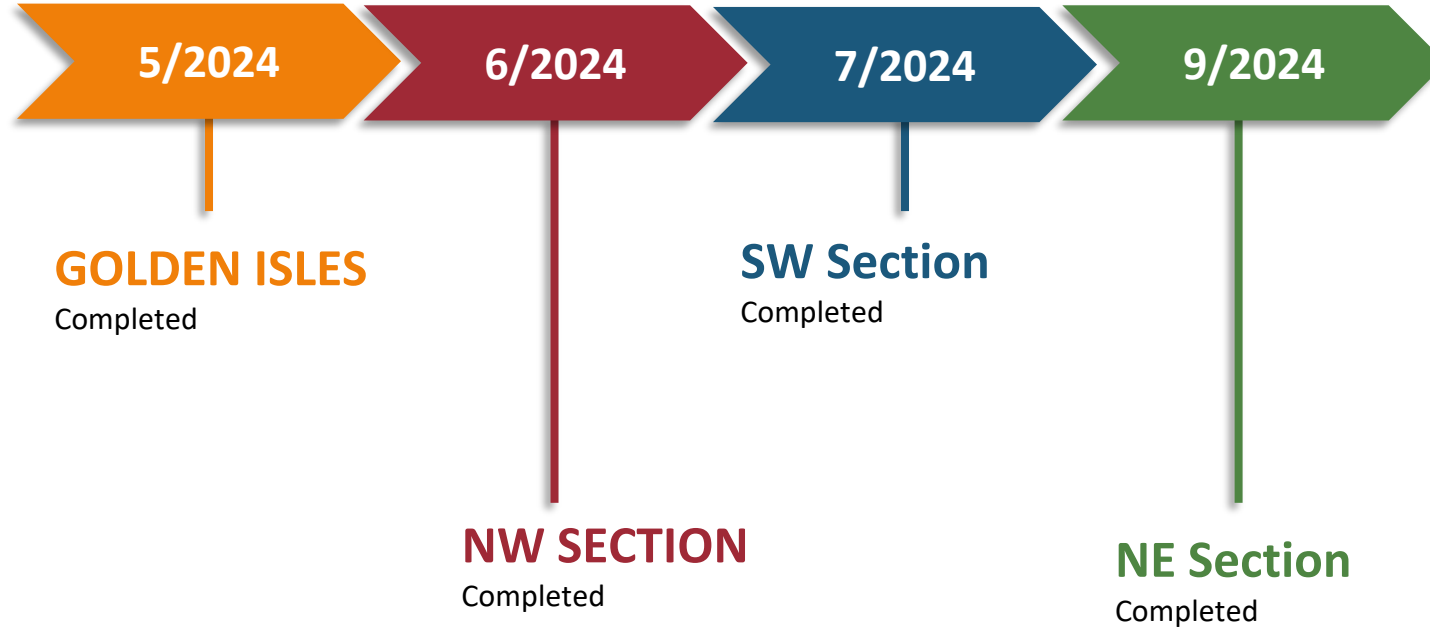 5/2024
6/2024
7/2024
9/2024
GOLDEN ISLES
Completed
SW Section
Completed
NW SECTION
Completed
NE Section
Completed